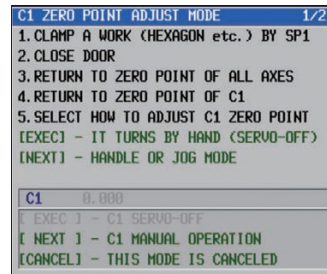 C1 ZERO POINT ADJUST MODE 1/2
1. CLAMP A WORK (HEXAGON etc.) BY SP1
2. CLOSE DOOR
3. RETURN TO ZERO POINT OF ALL AXES
4. RETURN TO ZERO POINT OF C1
5. SELECT HOW TO ADJUST C1 ZERO POINT
[EXEC] - IT TURNS BY HAND (SERVO-OFF)
[NEXT] - HANDLE OR JOG MODE
C1 0.000
[ EXEC ] - C1 SERVO-OFF
[ NEXT ] - C1 MANUAL OPERATION
[CANCEL] - THIS MODE IS CANCELED